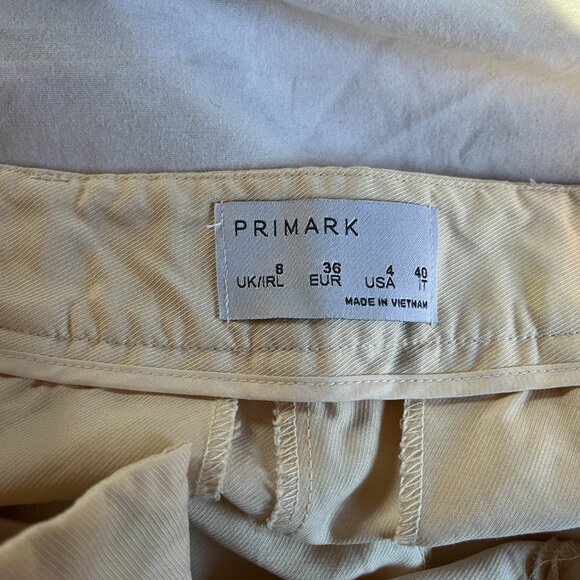 PRIMARK
8 36 4 40
UK/IRL EUR USA IT
MADE IN VIETNAM